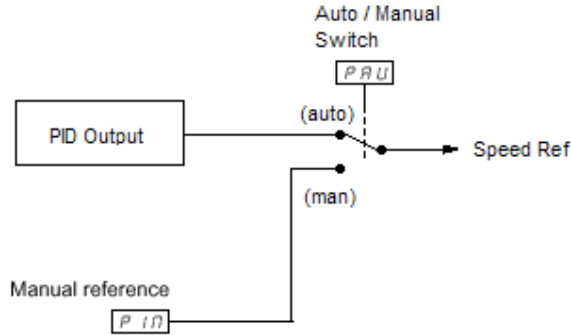 Auto / Manual
Switch
PAU
(auto)
PID Output
Speed Ref
(man)
Manual reference
PIM